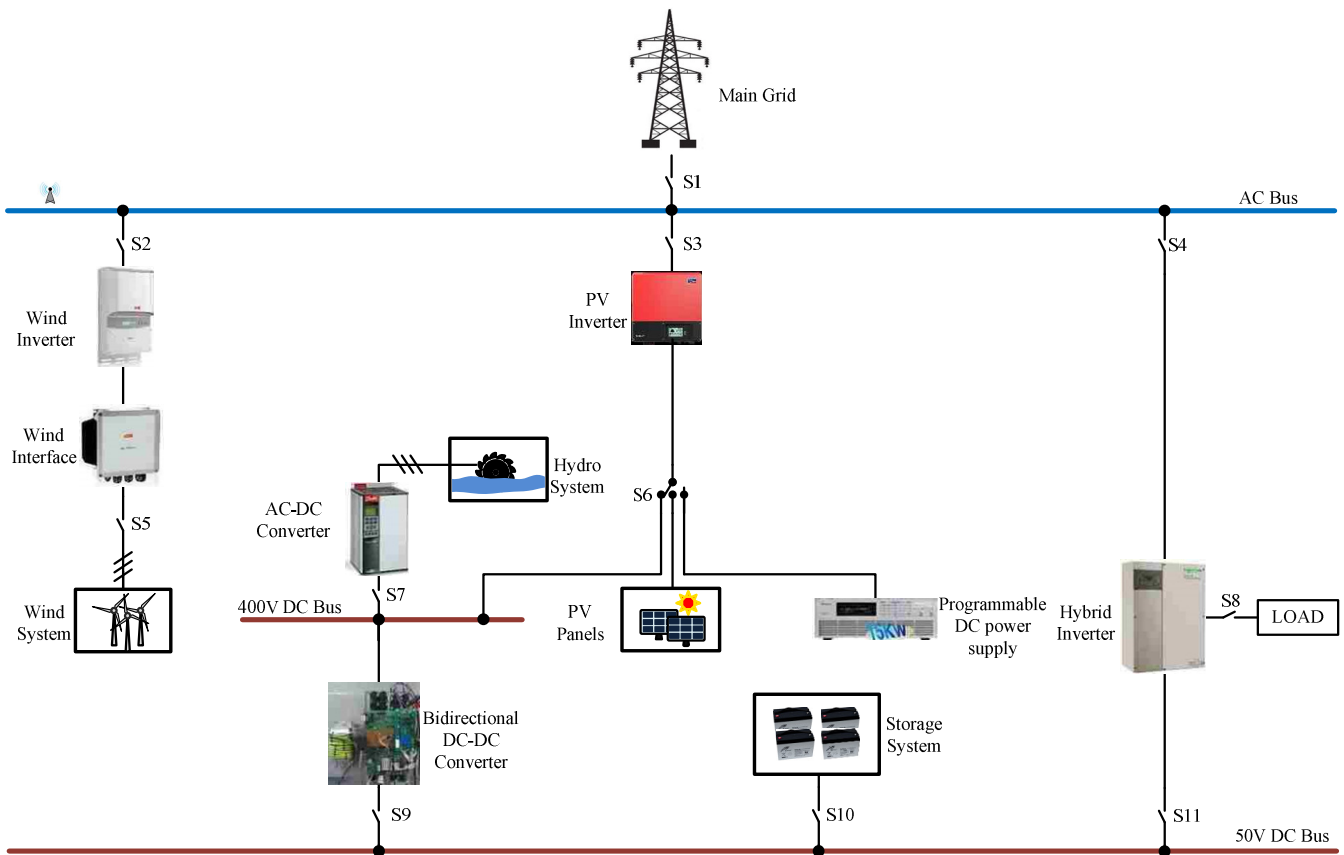 Main Grid
S1
AC Bus
S2
S3
S4
Wind
Inverter
PV
Inverter
Wind
Interface
Hydro
System
S6
AC-DC
Converter
S5
S7
400V DC Bus
Wind
System
PV
Panels
15KW
Programmable
DC power
supply
Hybrid
Inverter
S8
LOAD
Bidirectional
DC-DC
Converter
Storage
System
S9
S10
S11
50V DC Bus